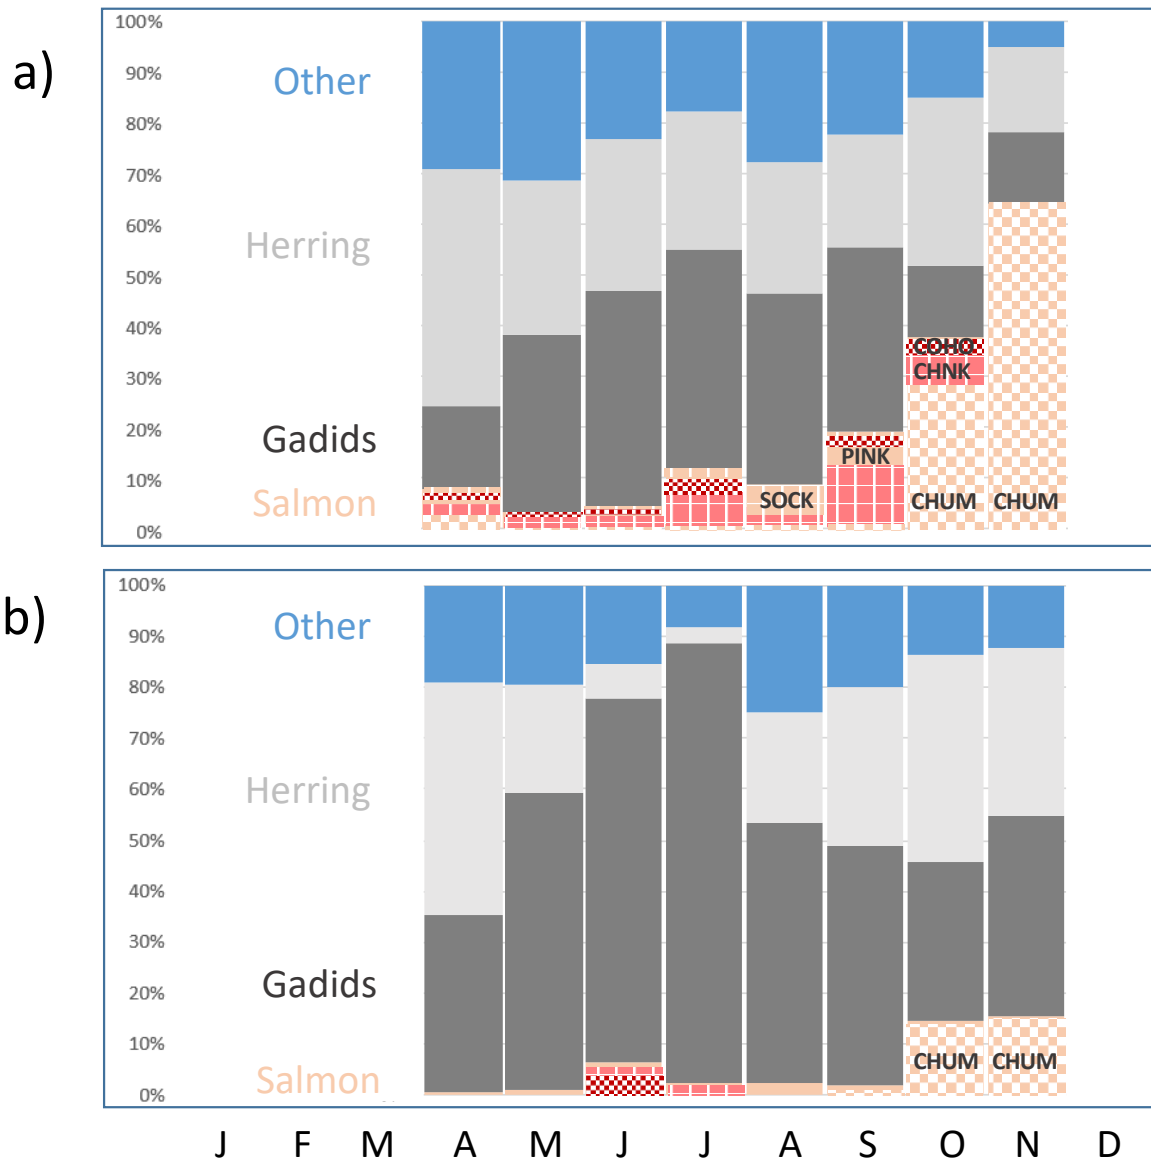 a)
100%
90%
80%
70%
60%
50%
40%
30%
20%
10%
0%
Other
Herring
Gadids
Salmon
SOCK
PINK
COHO
CHNK
CHUM
CHUM
b)
100%
90%
80%
70%
60%
50%
40%
30%
20%
10%
0%
Other
Herring
Gadids
Salmon
CHUM
CHUM
J F M A M J J A S O N D